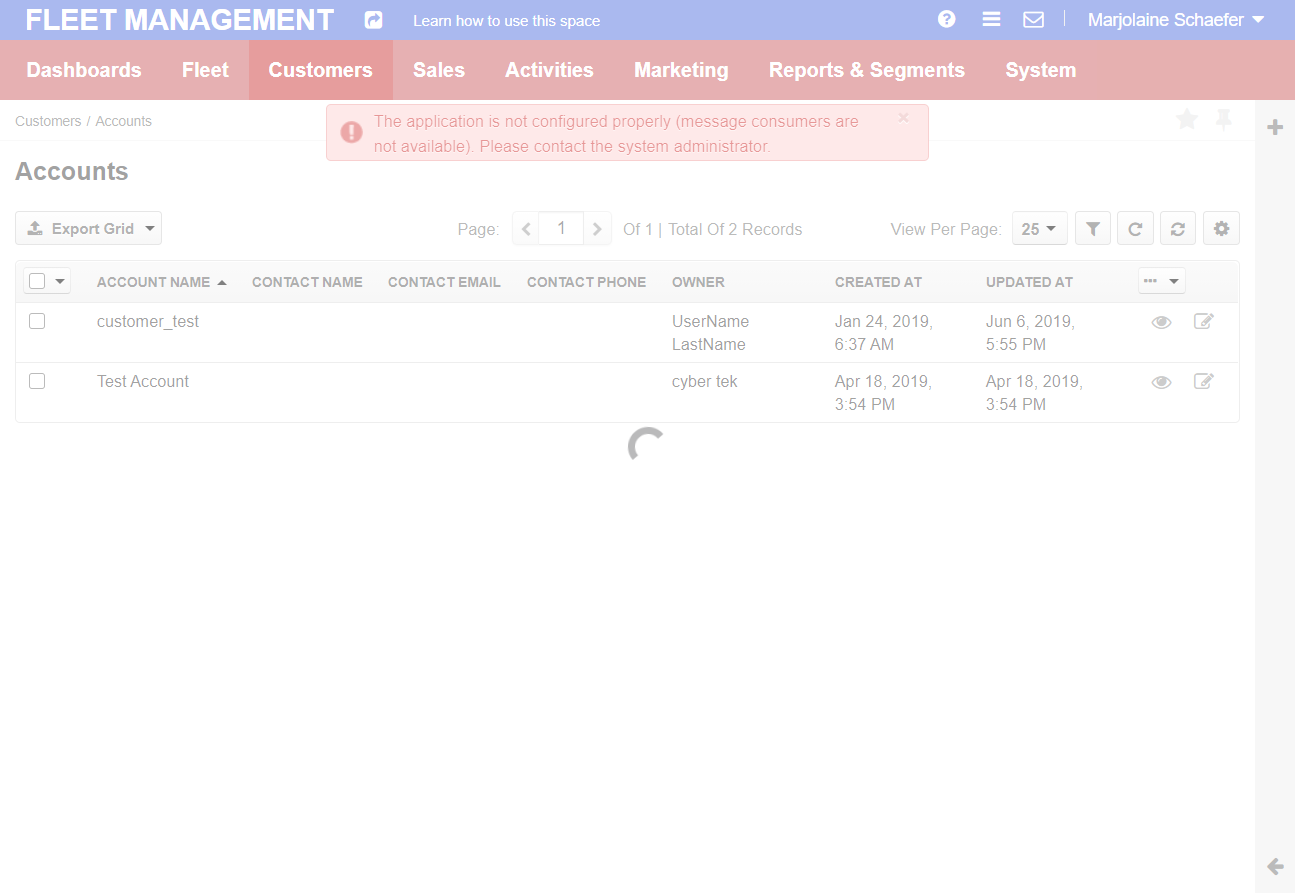 FLEET MANAGEMENT
Learn how to use this space
Marjolaine Schaefer
Dashboards
Fleet
Customers
Sales
Activities
Marketing
Reports & Segments
System
Customers / Accounts
The application is not configured properly (message consumers are
not available). Please contact the system administrator.
×
Accounts
Export Grid
Page:
1
Of 1 | Total Of 2 Records
View Per Page:
25
ACCOUNT NAME
CONTACT NAME
CONTACT EMAIL
CONTACT PHONE
OWNER
CREATED AT
UPDATED AT
customer_test
UserName
LastName
Jan 24, 2019,
6:37 AM
Jun 6, 2019,
5:55 PM
Test Account
cyber tek
Apr 18, 2019,
3:54 PM
Apr 18, 2019,
3:54 PM